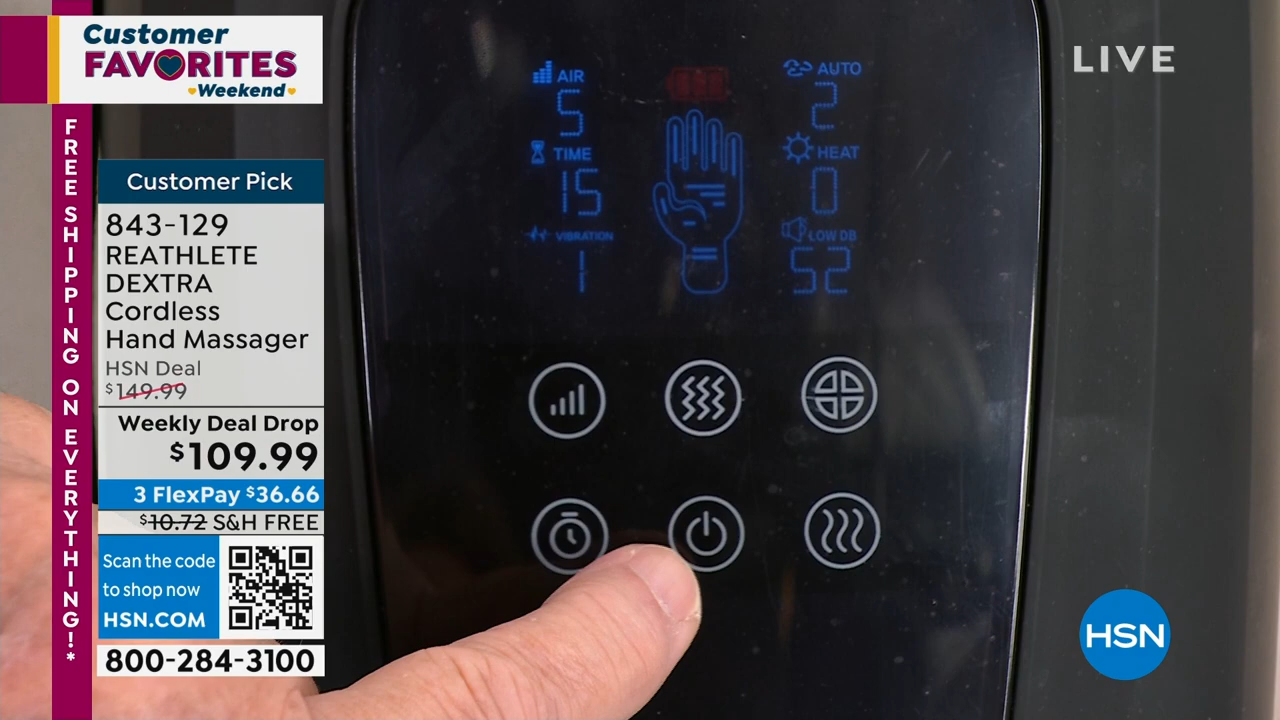 Customer
FAVORITES
Weekend
FREE SHIPPING ON EVERYTHING!*
Customer Pick
843-129
REATHLETE
DEXTRA
Cordless
Hand Massager
HSN Deal
$149.99
Weekly Deal Drop
$109.99
3 FlexPay $36.66
$10.72 S&H FREE
Scan the code
to shop now
HSN.COM
800-284-3100
AIR
5
TIME
15
VIBRATION
1
AUTO
2
HEAT
0
LOW DB
52
LIVE
HSN